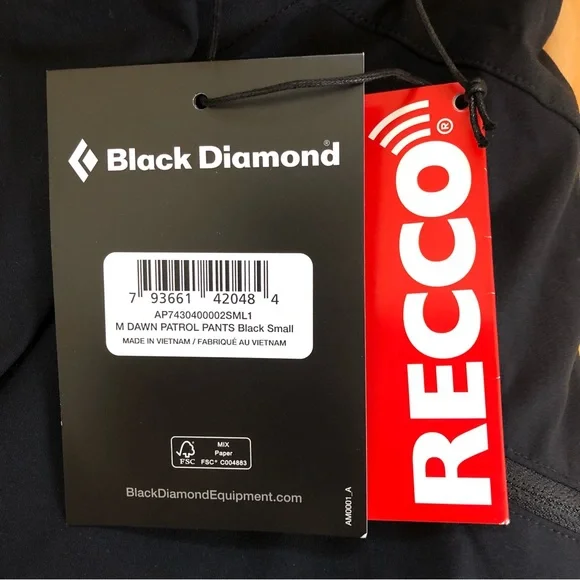 Black Diamond®
7 93661 42048 4
AP7430400002SML1
M DAWN PATROL PANTS Black Small
MADE IN VIETNAM / FABRIQUÉ AU VIETNAM
FSC
MIX
Paper
FSC® C004883
BlackDiamondEquipment.com
AM0001_A
RECCO®